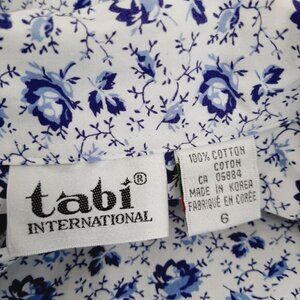 tabi®
INTERNATIONAL
100% COTTON
COTON
CA 05884
MADE IN KOREA
FABRIQUÉ EN CORÉE
6